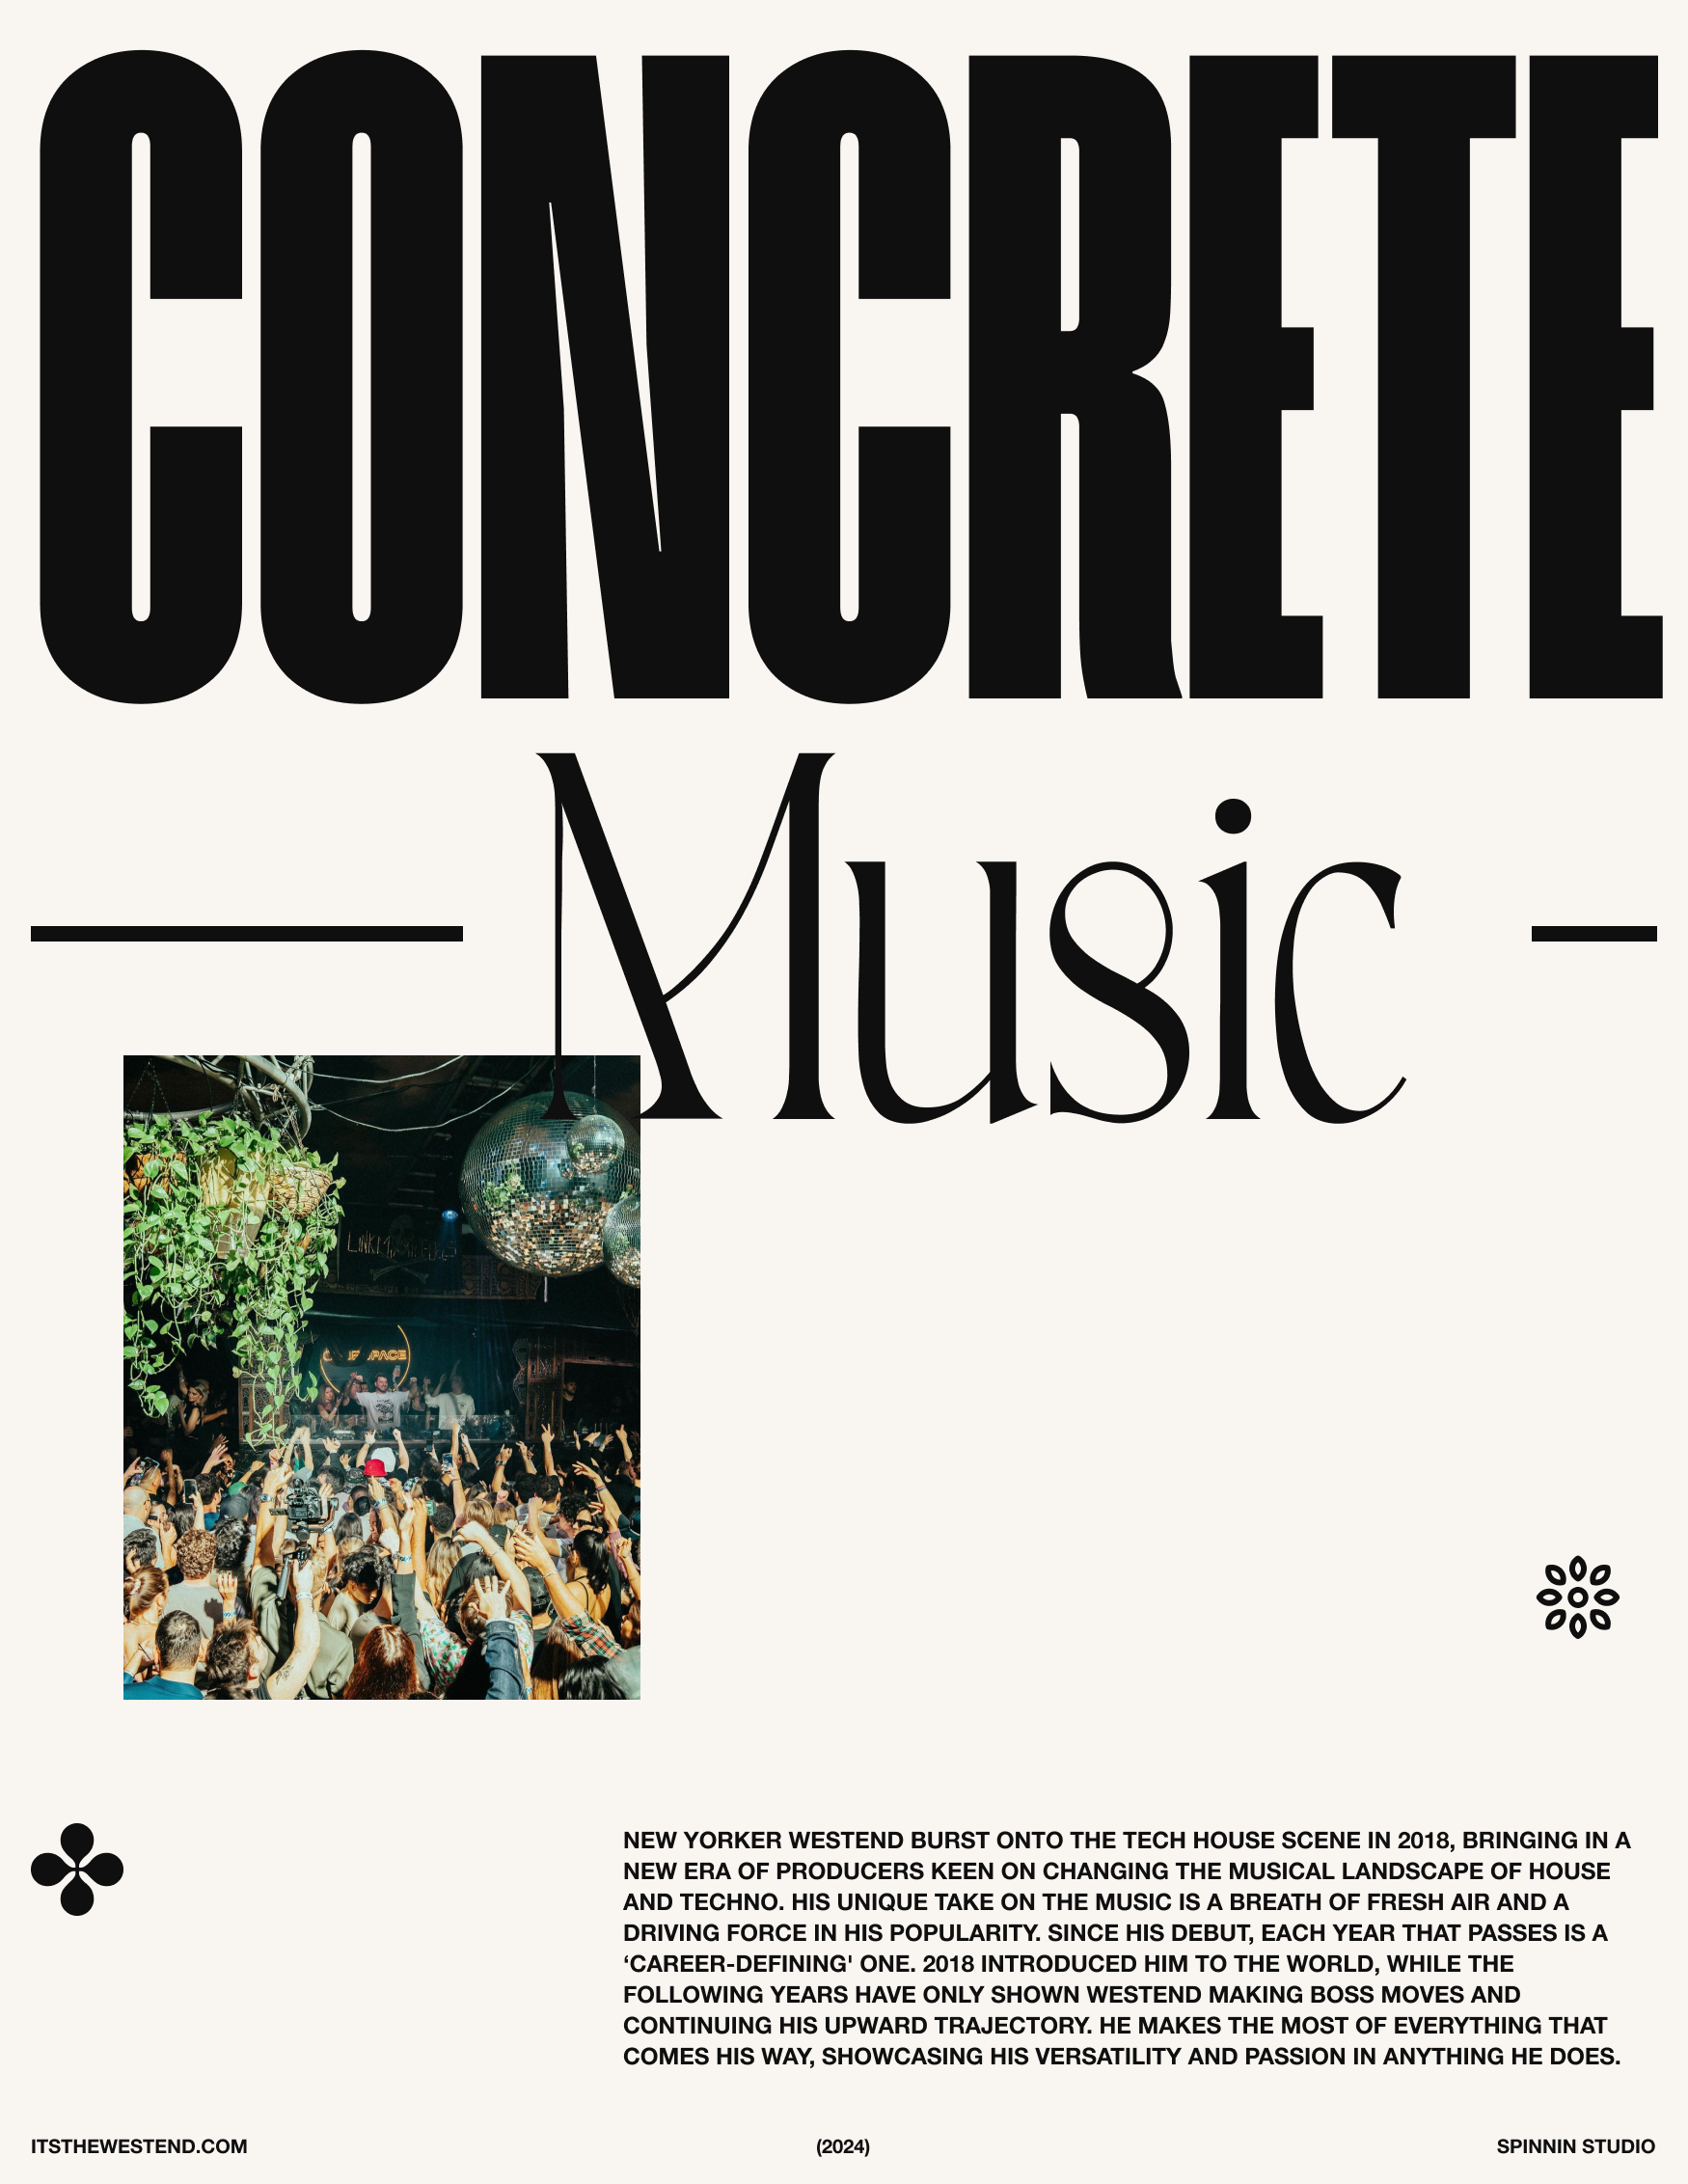 CONCRETE
Music
NEW YORKER WESTEND BURST ONTO THE TECH HOUSE SCENE IN 2018, BRINGING IN A
NEW ERA OF PRODUCERS KEEN ON CHANGING THE MUSICAL LANDSCAPE OF HOUSE
AND TECHNO. HIS UNIQUE TAKE ON THE MUSIC IS A BREATH OF FRESH AIR AND A
DRIVING FORCE IN HIS POPULARITY. SINCE HIS DEBUT, EACH YEAR THAT PASSES IS A
‘CAREER-DEFINING' ONE. 2018 INTRODUCED HIM TO THE WORLD, WHILE THE
FOLLOWING YEARS HAVE ONLY SHOWN WESTEND MAKING BOSS MOVES AND
CONTINUING HIS UPWARD TRAJECTORY. HE MAKES THE MOST OF EVERYTHING THAT
COMES HIS WAY, SHOWCASING HIS VERSATILITY AND PASSION IN ANYTHING HE DOES.
ITSTHEWESTEND.COM
(2024)
SPINNIN STUDIO